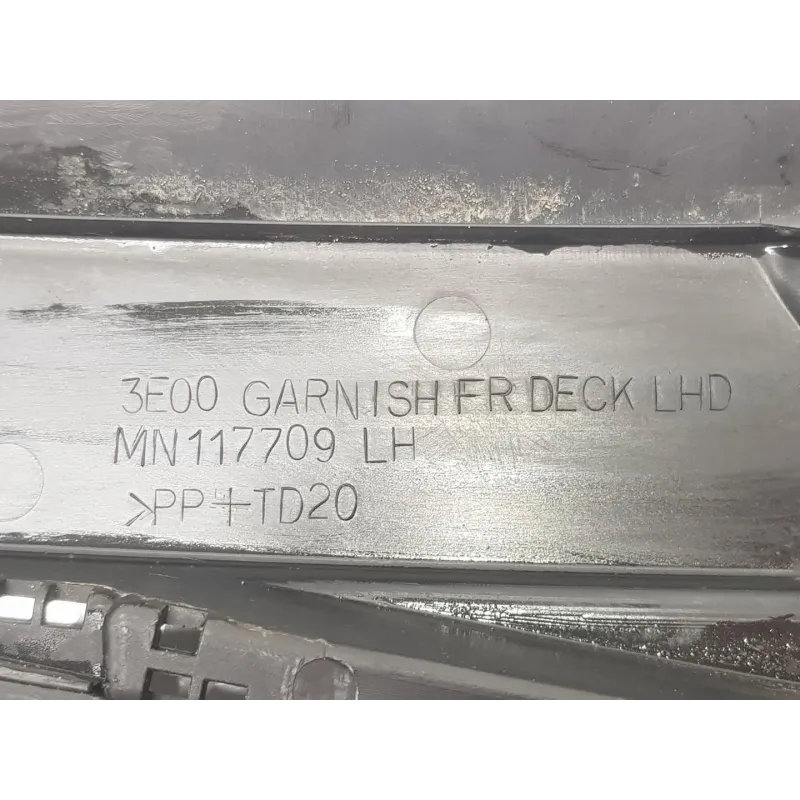 3E00 GARNISH FR DECK LHD
MN117709 LH
>PP+TD20